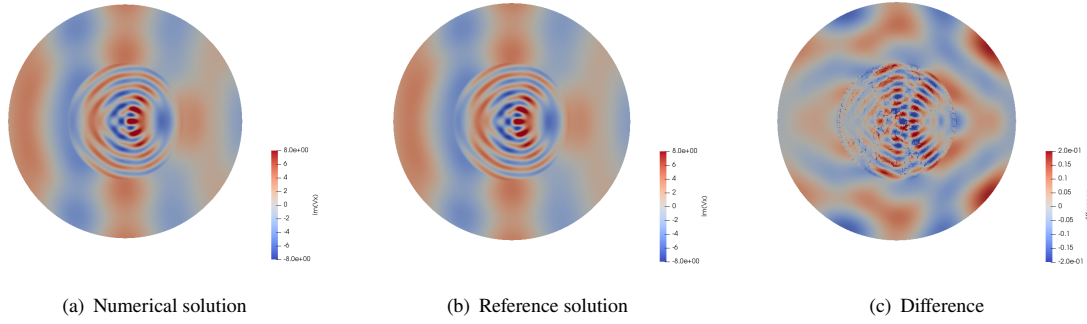 8.0e+00
6
4
2
0
-2
-4
-6
-8.0e+00
Im(Vx)
8.0e+00
6
4
2
0
-2
-4
-6
-8.0e+00
Im(Vx)
2.0e-01
0.15
0.1
0.05
0
-0.05
-0.1
-0.15
-2.0e-01
(a) Numerical solution
(b) Reference solution
(c) Difference